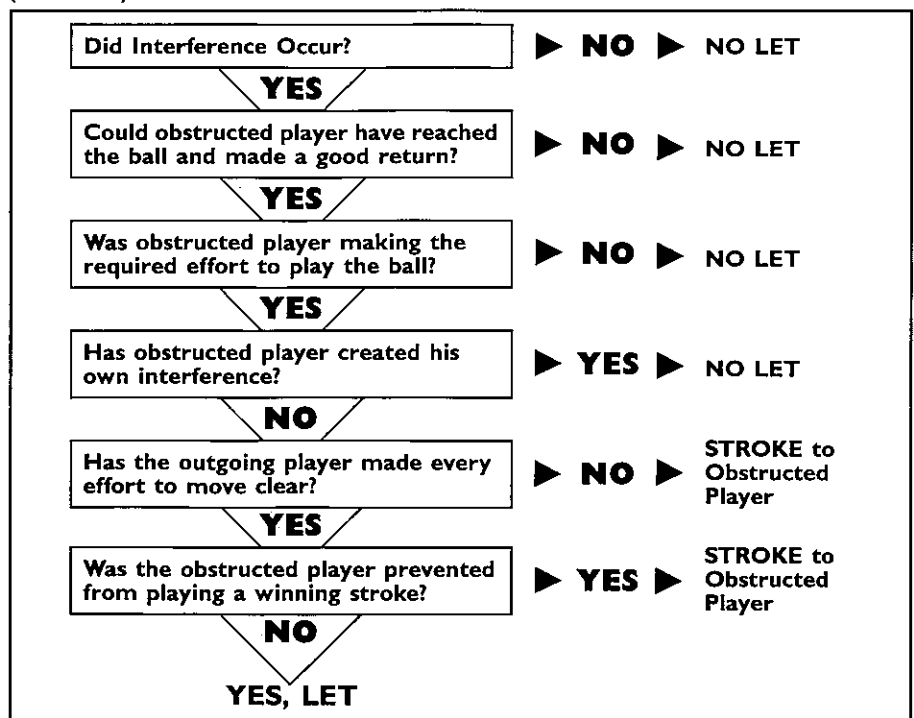 Did Interference Occur? ▶ NO ▶ NO LET
YES
Could obstructed player have reached
the ball and made a good return? ▶ NO ▶ NO LET
YES
Was obstructed player making the
required effort to play the ball? ▶ NO ▶ NO LET
YES
Has obstructed player created his
own interference? ▶ YES ▶ NO LET
NO
Has the outgoing player made every
effort to move clear? ▶ NO ▶ STROKE to
Obstructed
Player
YES
Was the obstructed player prevented
from playing a winning stroke? ▶ YES ▶ STROKE to
Obstructed
Player
NO
YES, LET